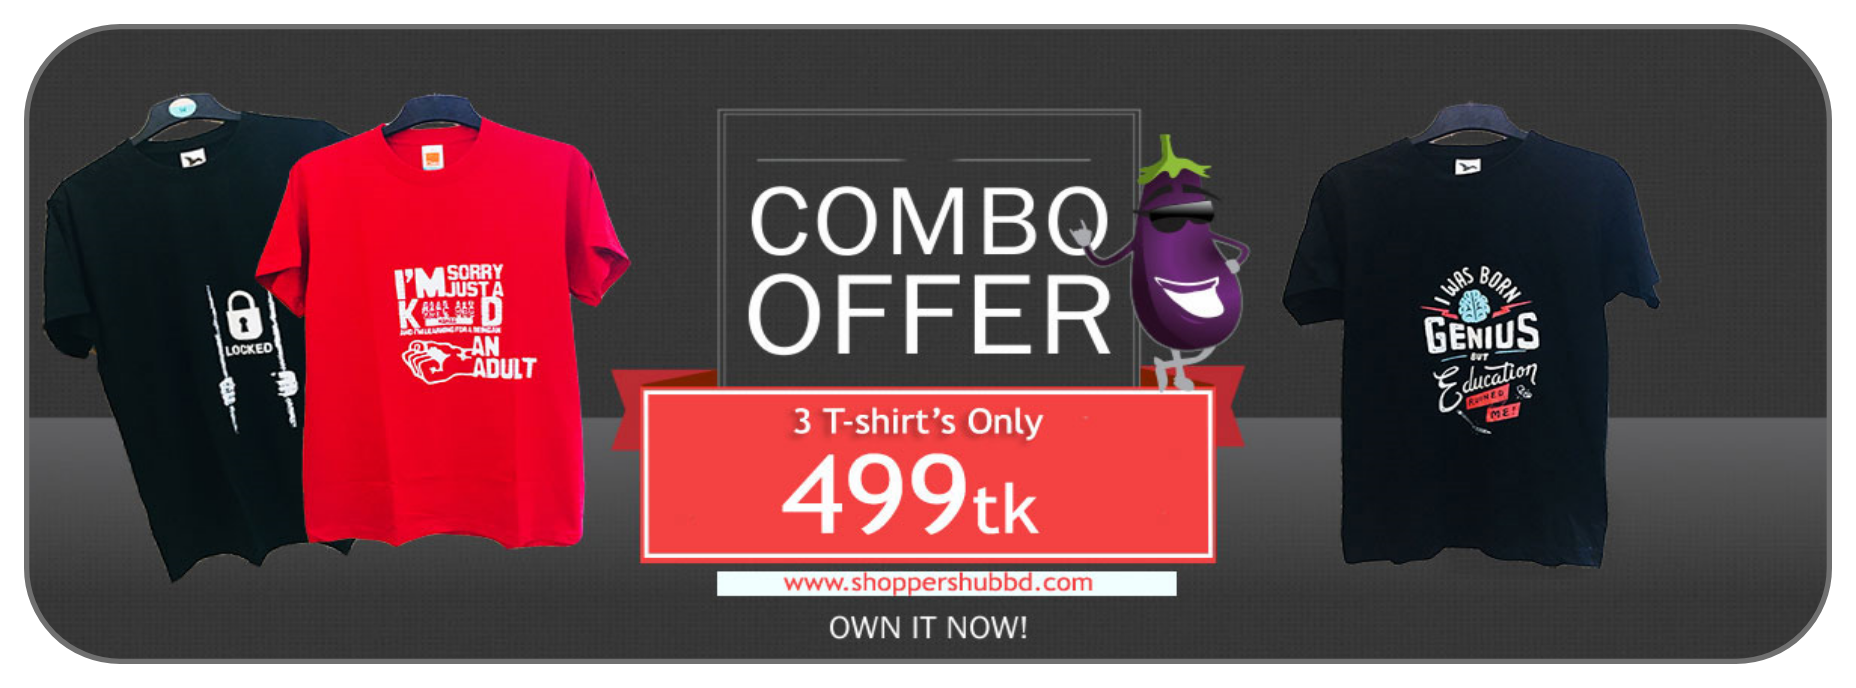 LOCKED
I'M SORRY
JUST A
K D
AN
ADULT
COMBO
OFFER
3 T-shirt's Only
499tk
www.shoppershubbd.com
OWN IT NOW!
I WAS BORN
GENIUS
BUT
Education
RUINED
ME!